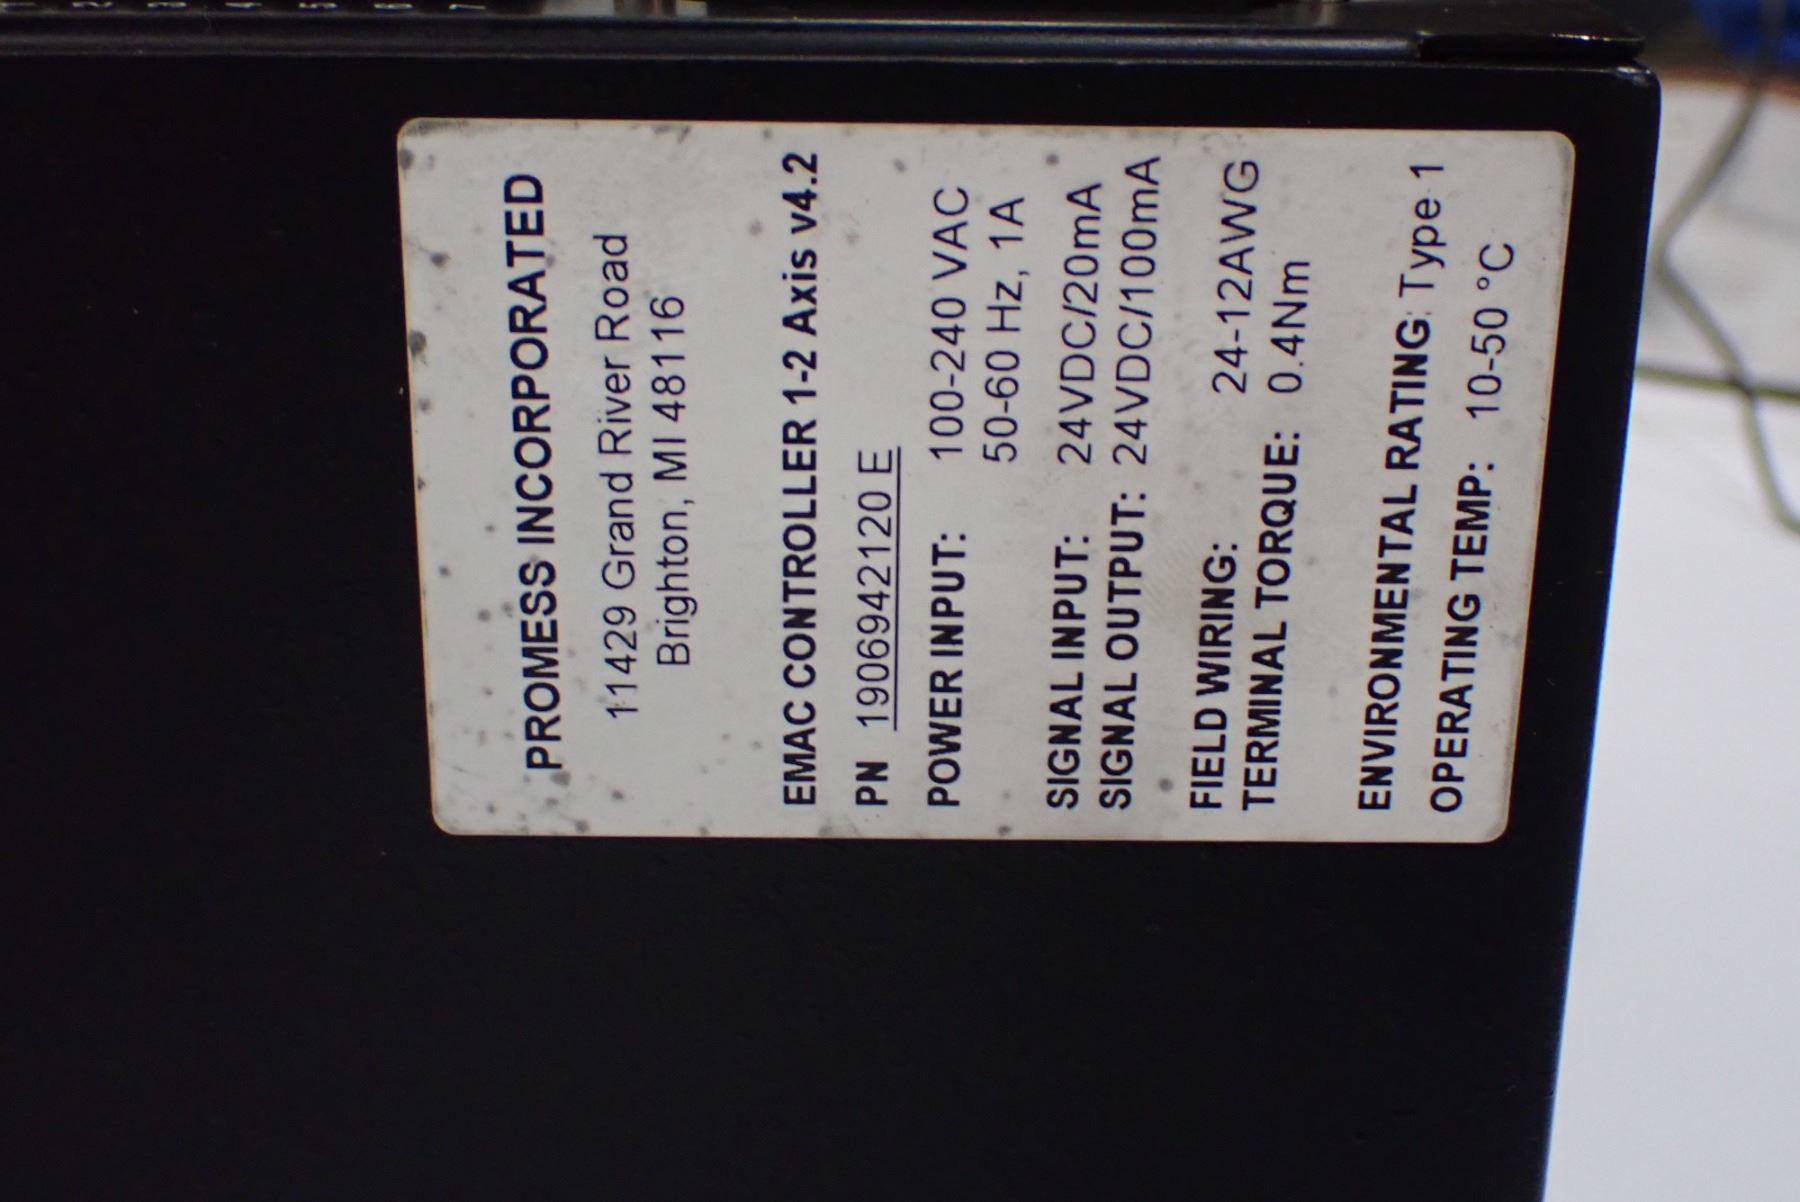 PROMESS INCORPORATED
11429 Grand River Road
Brighton, MI 48116
EMAC CONTROLLER 1-2 Axis v4.2
PN 1906942120 E
POWER INPUT: 100-240 VAC
50-60 Hz, 1A
SIGNAL INPUT: 24VDC/20mA
SIGNAL OUTPUT: 24VDC/100mA
FIELD WIRING: 24-12AWG
TERMINAL TORQUE: 0.4Nm
ENVIRONMENTAL RATING: Type 1
OPERATING TEMP: 10-50 °C